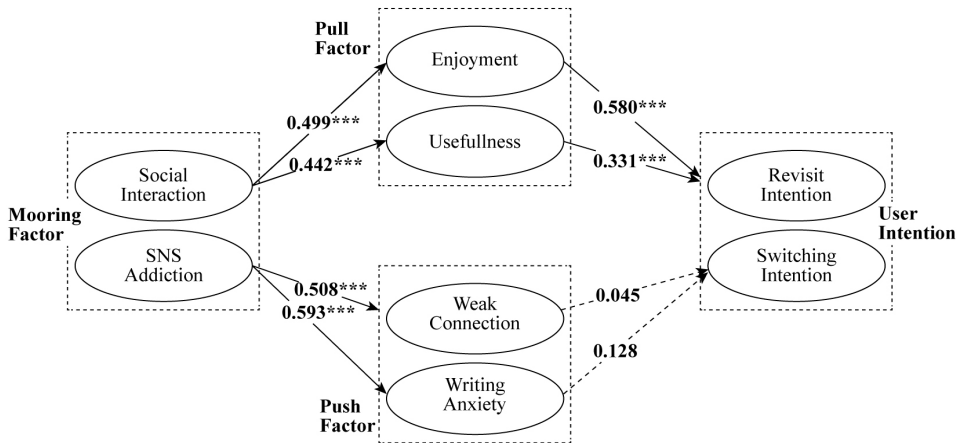 Pull
Factor
Enjoyment
0.580***
0.499***
Usefullness
0.442***
0.331***
Social
Interaction
Revisit
Intention
Mooring
Factor
User
Intention
SNS
Addiction
Switching
Intention
0.508***
0.045
0.593***
Weak
Connection
0.128
Writing
Anxiety
Push
Factor